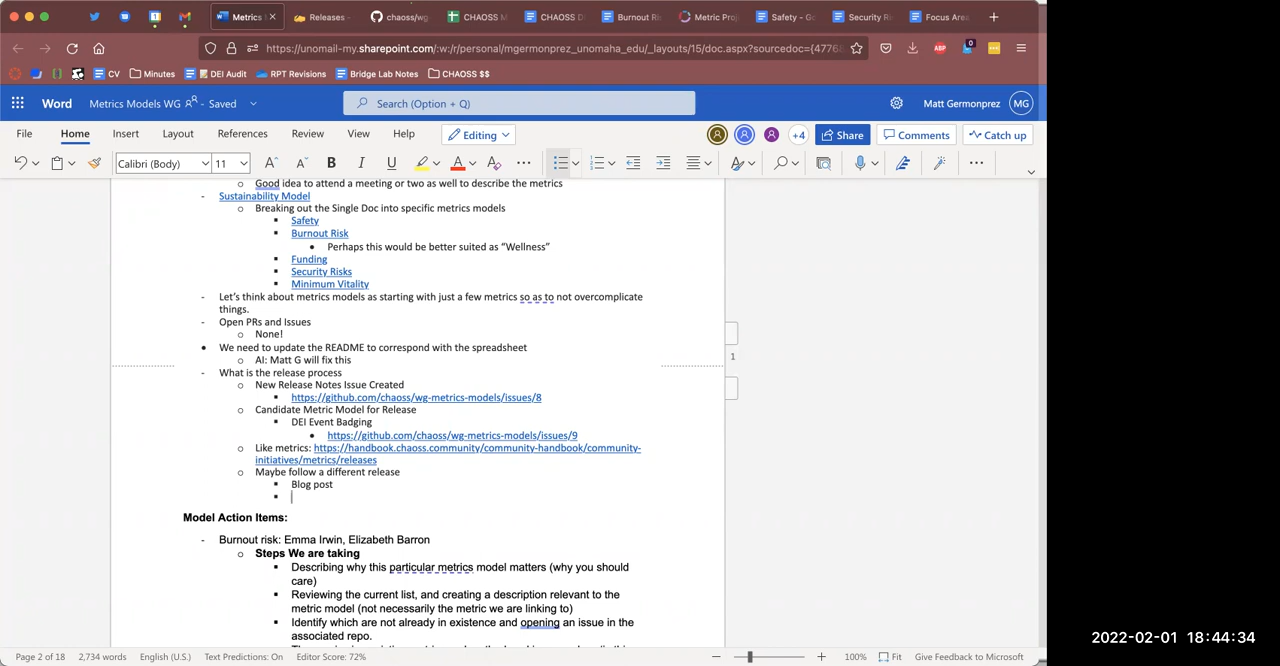 Metrics
Releases -
chaoss/wg
CHAOSS M
CHAOSS D
Burnout Ri
Metric Pro
Safety - Go
Security R
Focus Area
https://unomail-my.sharepoint.com/:w:/r/personal/mgermonprez_unomaha_edu/_layouts/15/doc.aspx?sourcedoc={4776
ABP
0
CV
Minutes
DEI Audit
RPT Revisions
Bridge Lab Notes
CHAOSS $$
Word
Metrics Models WG - Saved
Search (Option + Q)
Matt Germonprez
MG
File
Home
Insert
Layout
References
Review
View
Help
Editing
+4
Share
Comments
Catch up
Calibri (Body)
11
B
I
U
o Good idea to attend a meeting or two as well to describe the metrics
- Sustainability Model
o Breaking out the Single Doc into specific metrics models
▪ Safety
▪ Burnout Risk
• Perhaps this would be better suited as “Wellness”
▪ Funding
▪ Security Risks
▪ Minimum Vitality
- Let’s think about metrics models as starting with just a few metrics so as to not overcomplicate
things.
- Open PRs and Issues
o None!
• We need to update the README to correspond with the spreadsheet
o AI: Matt G will fix this
- What is the release process
o New Release Notes Issue Created
▪ https://github.com/chaoss/wg-metrics-models/issues/8
o Candidate Metric Model for Release
▪ DEI Event Badging
• https://github.com/chaoss/wg-metrics-models/issues/9
o Like metrics: https://handbook.chaoss.community/community-handbook/community-
initiatives/metrics/releases
o Maybe follow a different release
▪ Blog post
▪
Model Action Items:
- Burnout risk: Emma Irwin, Elizabeth Barron
o Steps We are taking
▪ Describing why this particular metrics model matters (why you should
care)
▪ Reviewing the current list, and creating a description relevant to the
metric model (not necessarily the metric we are linking to)
▪ Identify which are not already in existence and opening an issue in the
associated repo.
1
Page 2 of 18
2,734 words
English (U.S.)
Text Predictions: On
Editor Score: 72%
100%
Fit
Give Feedback to Microsoft
2022-02-01 18:44:34